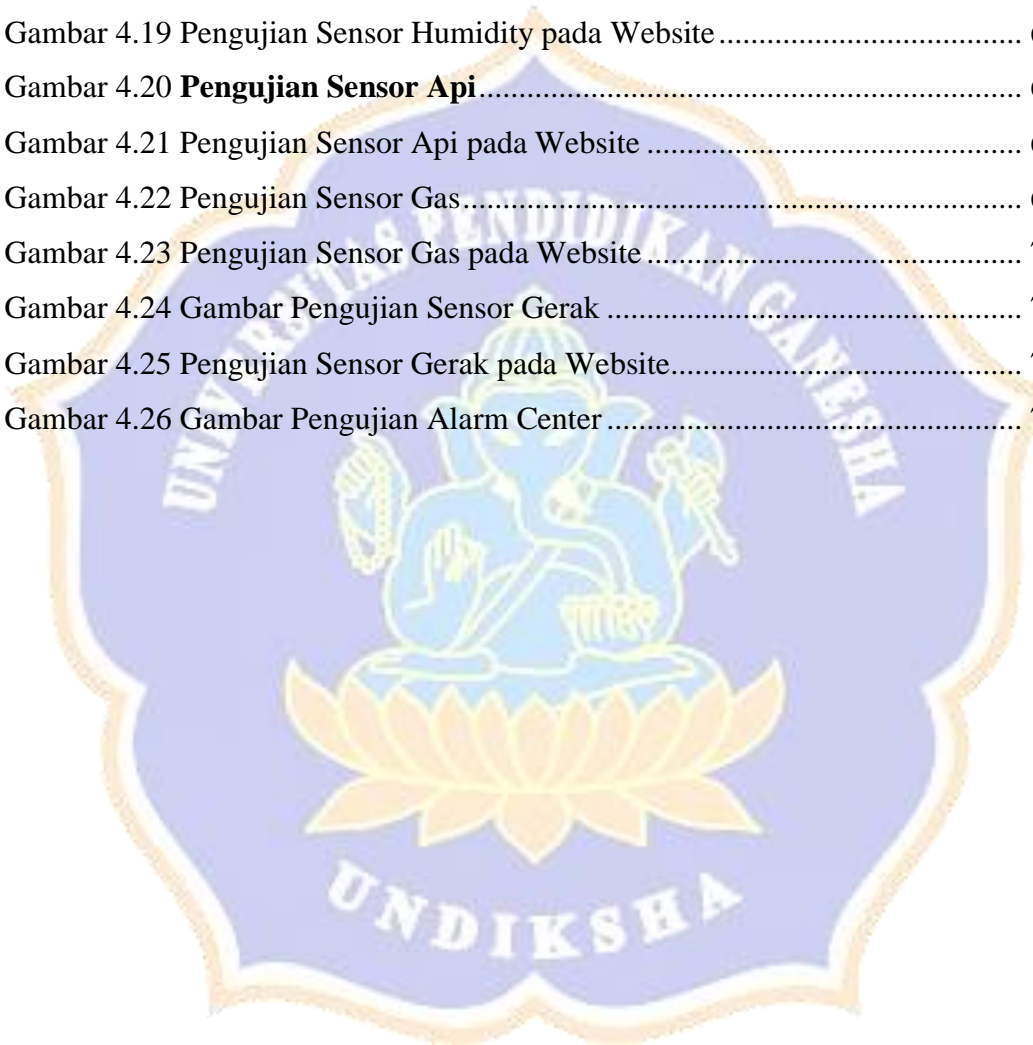 Gambar 4.19 Pengujian Sensor Humidity pada Website
Gambar 4.20 Pengujian Sensor Api
Gambar 4.21 Pengujian Sensor Api pada Website
Gambar 4.22 Pengujian Sensor Gas
Gambar 4.23 Pengujian Sensor Gas pada Website
Gambar 4.24 Gambar Pengujian Sensor Gerak
Gambar 4.25 Pengujian Sensor Gerak pada Website
Gambar 4.26 Gambar Pengujian Alarm Center
UNIVERSITAS PENDIDIKAN GANESHA
UNDIKSHA